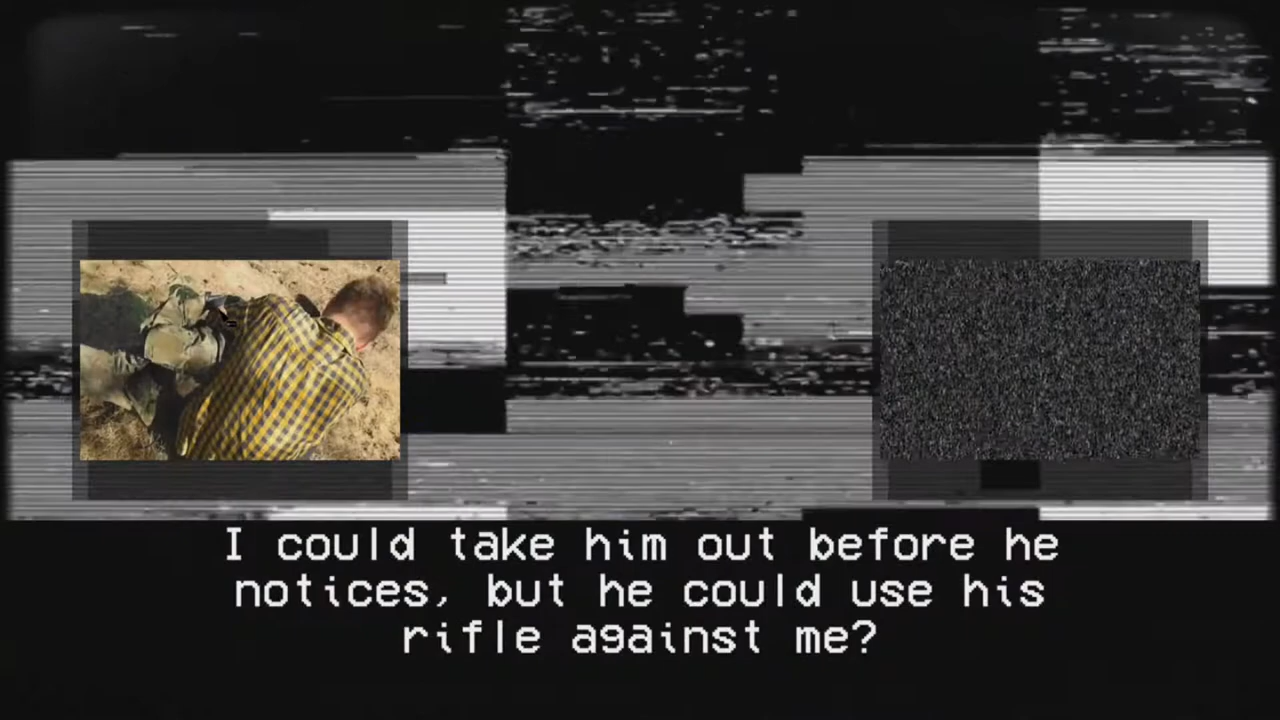 I could take him out before he
notices, but he could use his
rifle against me?